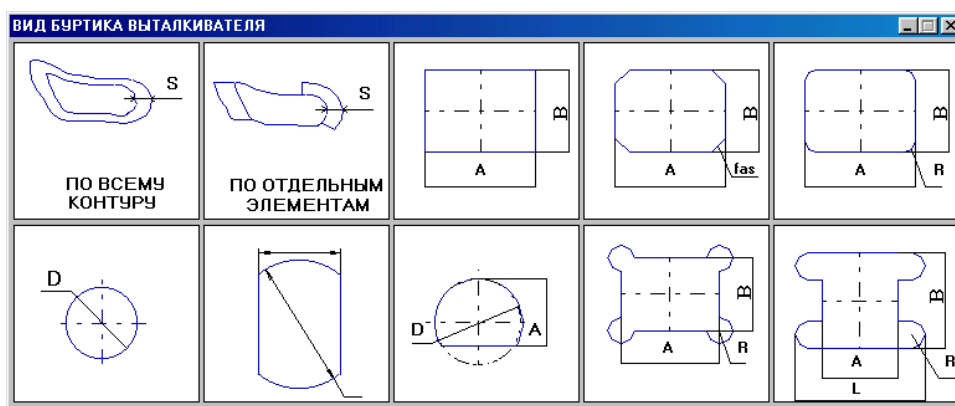 ВИД БУРТИКА ВЫТАЛКИВАТЕЛЯ
S
ПО ВСЕМУ
КОНТУРУ
S
ПО ОТДЕЛЬНЫМ
ЭЛЕМЕНТАМ
B
A
B
A
fas
B
A
R
D
D
A
B
A
R
B
A
R
L